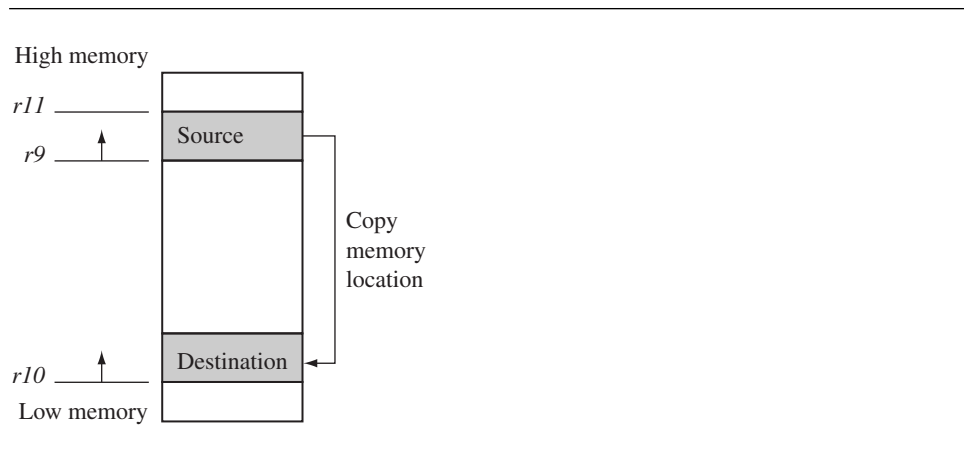 High memory
r11
Source
r9
Copy
memory
location
Destination
r10
Low memory